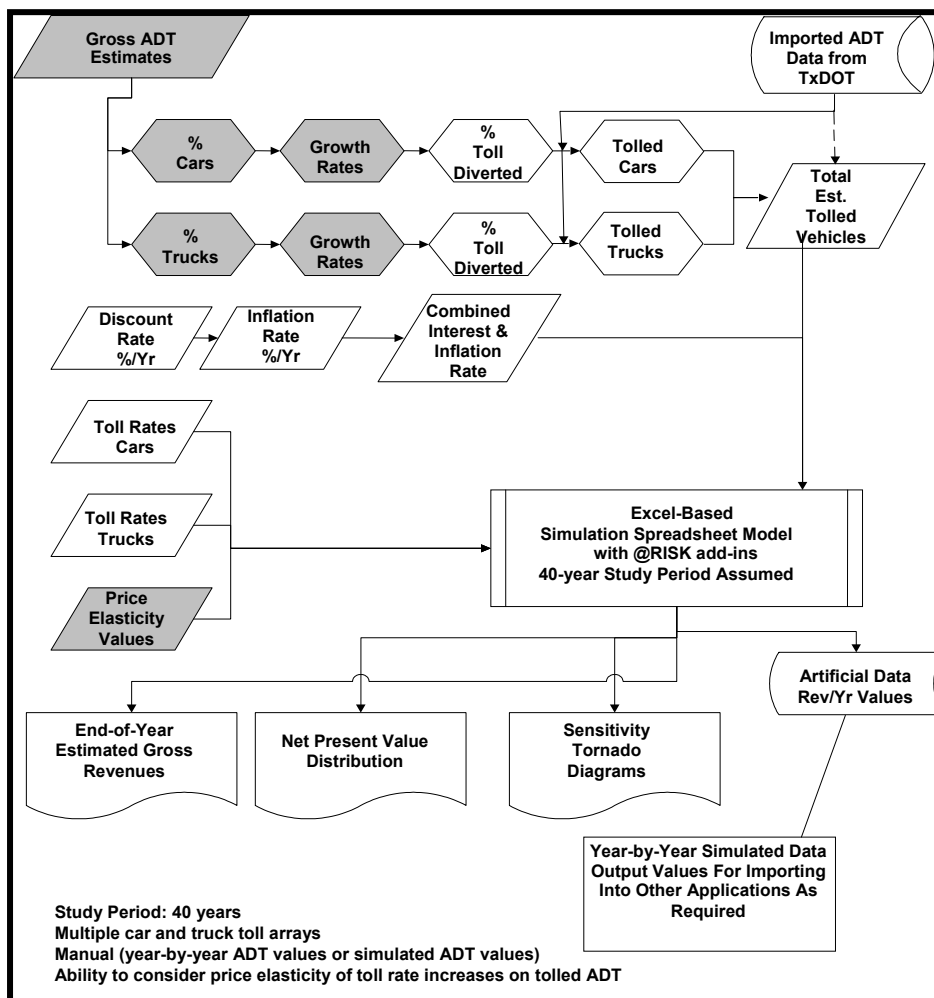 Gross ADT
Estimates
Imported ADT
Data from
TxDOT
%
Cars
Growth
Rates
%
Toll
Diverted
Tolled
Cars
Total
Est.
Tolled
Vehicles
%
Trucks
Growth
Rates
%
Toll
Diverted
Tolled
Trucks
Discount
Rate
%/Yr
Inflation
Rate
%/Yr
Combined
Interest &
Inflation
Rate
Toll Rates
Cars
Toll Rates
Trucks
Price
Elasticity
Values
Excel-Based
Simulation Spreadsheet Model
with @RISK add-ins
40-year Study Period Assumed
End-of-Year
Estimated Gross
Revenues
Net Present Value
Distribution
Sensitivity
Tornado
Diagrams
Artificial Data
Rev/Yr Values
Year-by-Year Simulated Data
Output Values For Importing
Into Other Applications As
Required
Study Period: 40 years
Multiple car and truck toll arrays
Manual (year-by-year ADT values or simulated ADT values)
Ability to consider price elasticity of toll rate increases on tolled ADT